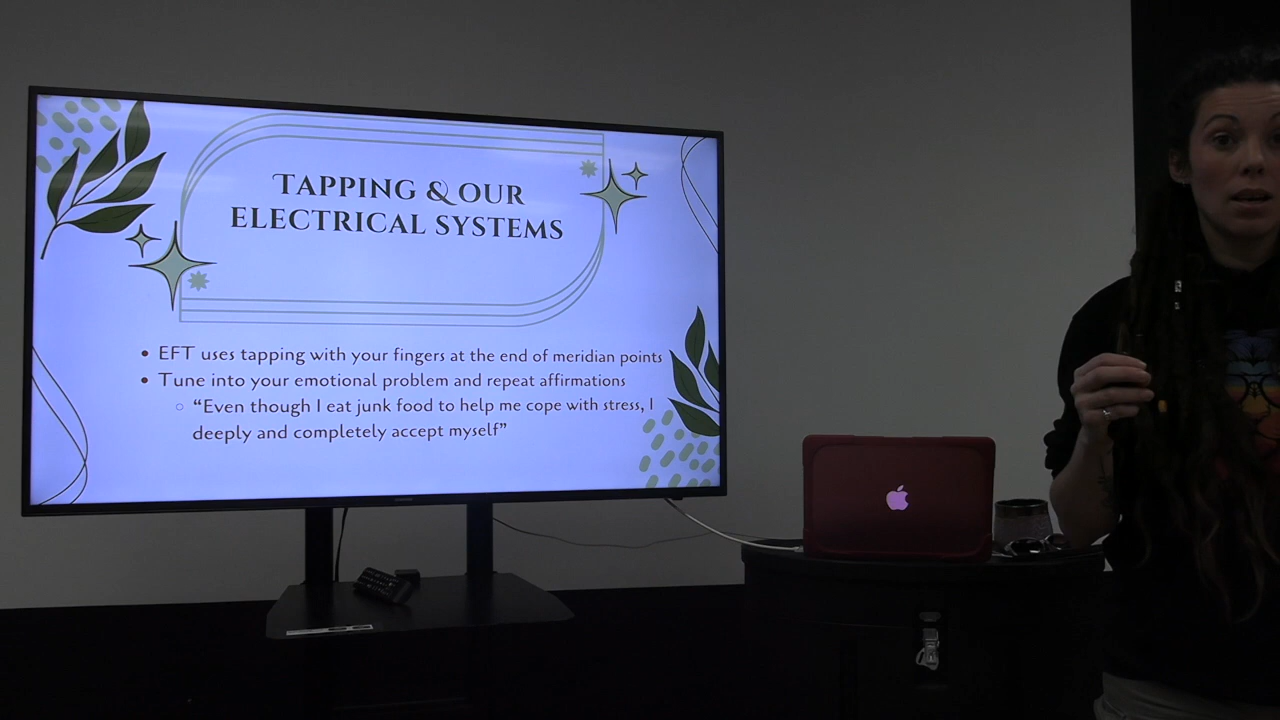 Tapping & our
electrical systems
• EFT uses tapping with your fingers at the end of meridian points
• Tune into your emotional problem and repeat affirmations
○ “Even though I eat junk food to help me cope with stress, I
deeply and completely accept myself”